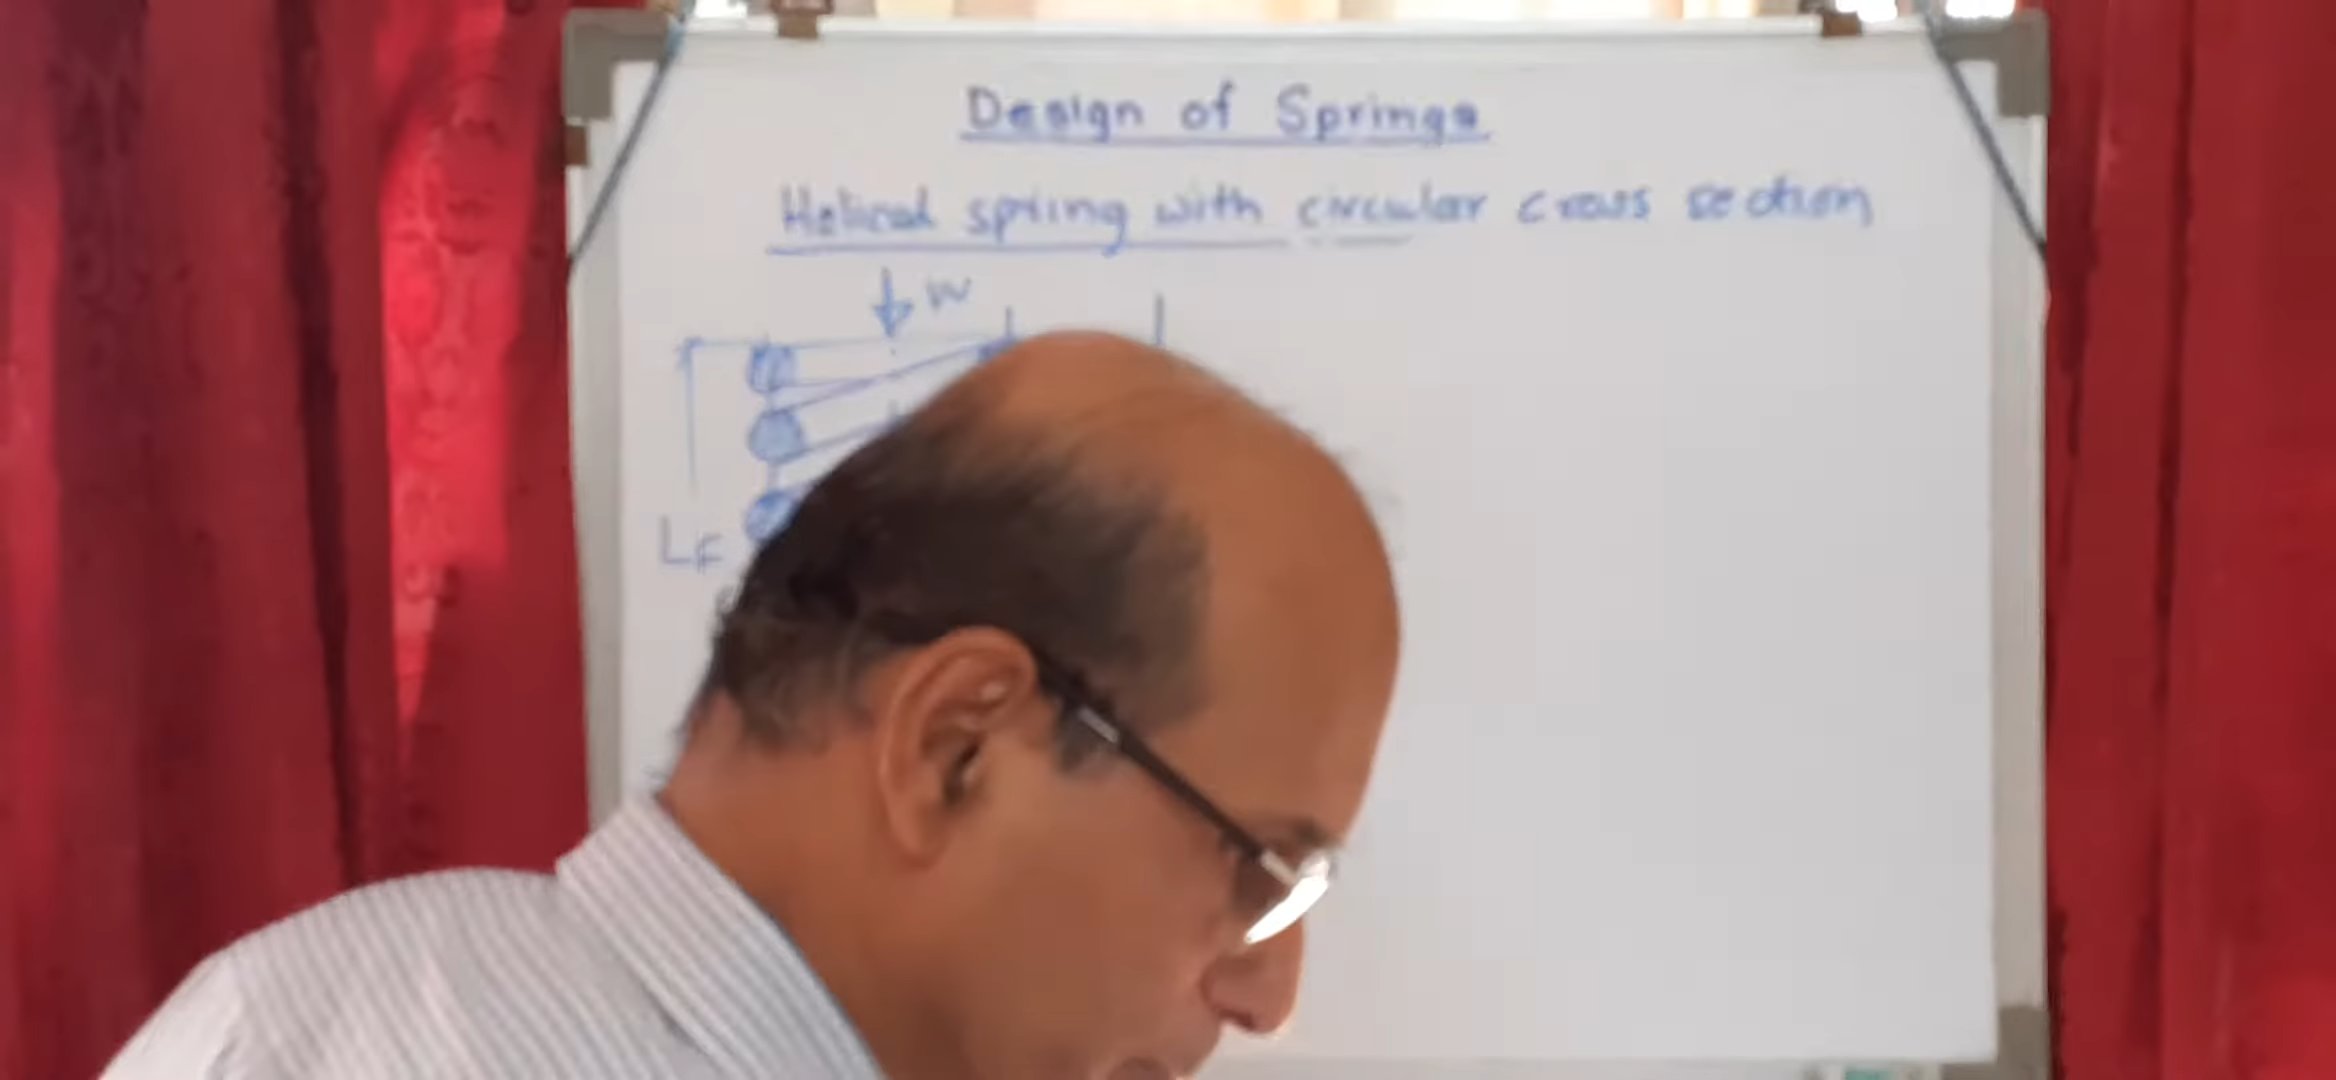 Design of Springs
Helical spring with circular cross section
W
LF